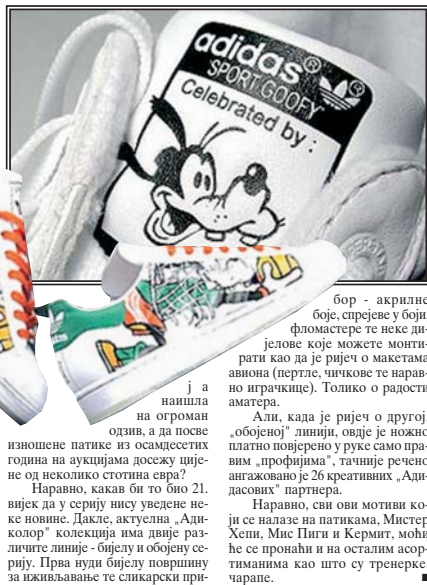 adidas®
SPORT GOOFY
Celebrated by :
ј а
наишла
на огроман
одзив, а да посве
изношене патике из осамдесетих
година на аукцијама досежу ције-
не од неколико стотина евра?
Наравно, какав би то био 21.
вијек да у серију нису уведене не-
ке новине. Дакле, актуелна „Ади-
колор" колекција има двије раз-
личите линије - бијелу и обојену се-
рију. Прва нуди бијелу површину
за иживљавање те сликарски при-
бор - акрилне
боје, спрејеве у боји
фломастере те неке ди-
јелове које можете монти-
рати као да је ријеч о макетама
авиона (пертле, чичкове те нарав-
но играчкице). Толико о радости
аматера.
Али, када је ријеч о другој,
„обојеној" линији, овдје је ножно
платно повјерено у руке само пра-
вим „профијима", тачније речено
ангажовано је 26 креативних „Ади-
дасових" партнера.
Наравно, сви ови мотиви ко-
ји се налазе на патикама, Мистер
Хепи, Мис Пиги и Кермит, моћи
ће се пронаћи и на осталим асор-
тиманима као што су тренерке,
чарапе.